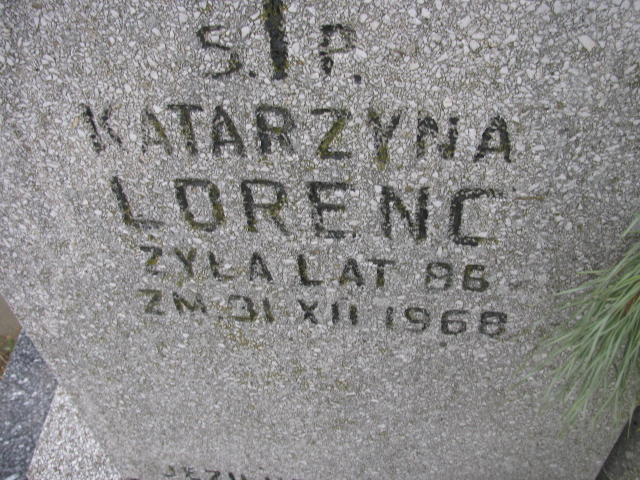 Ś.P.
KATARZYNA
LORENC
ŻYŁA LAT 86
ZM. 31 XII 1968